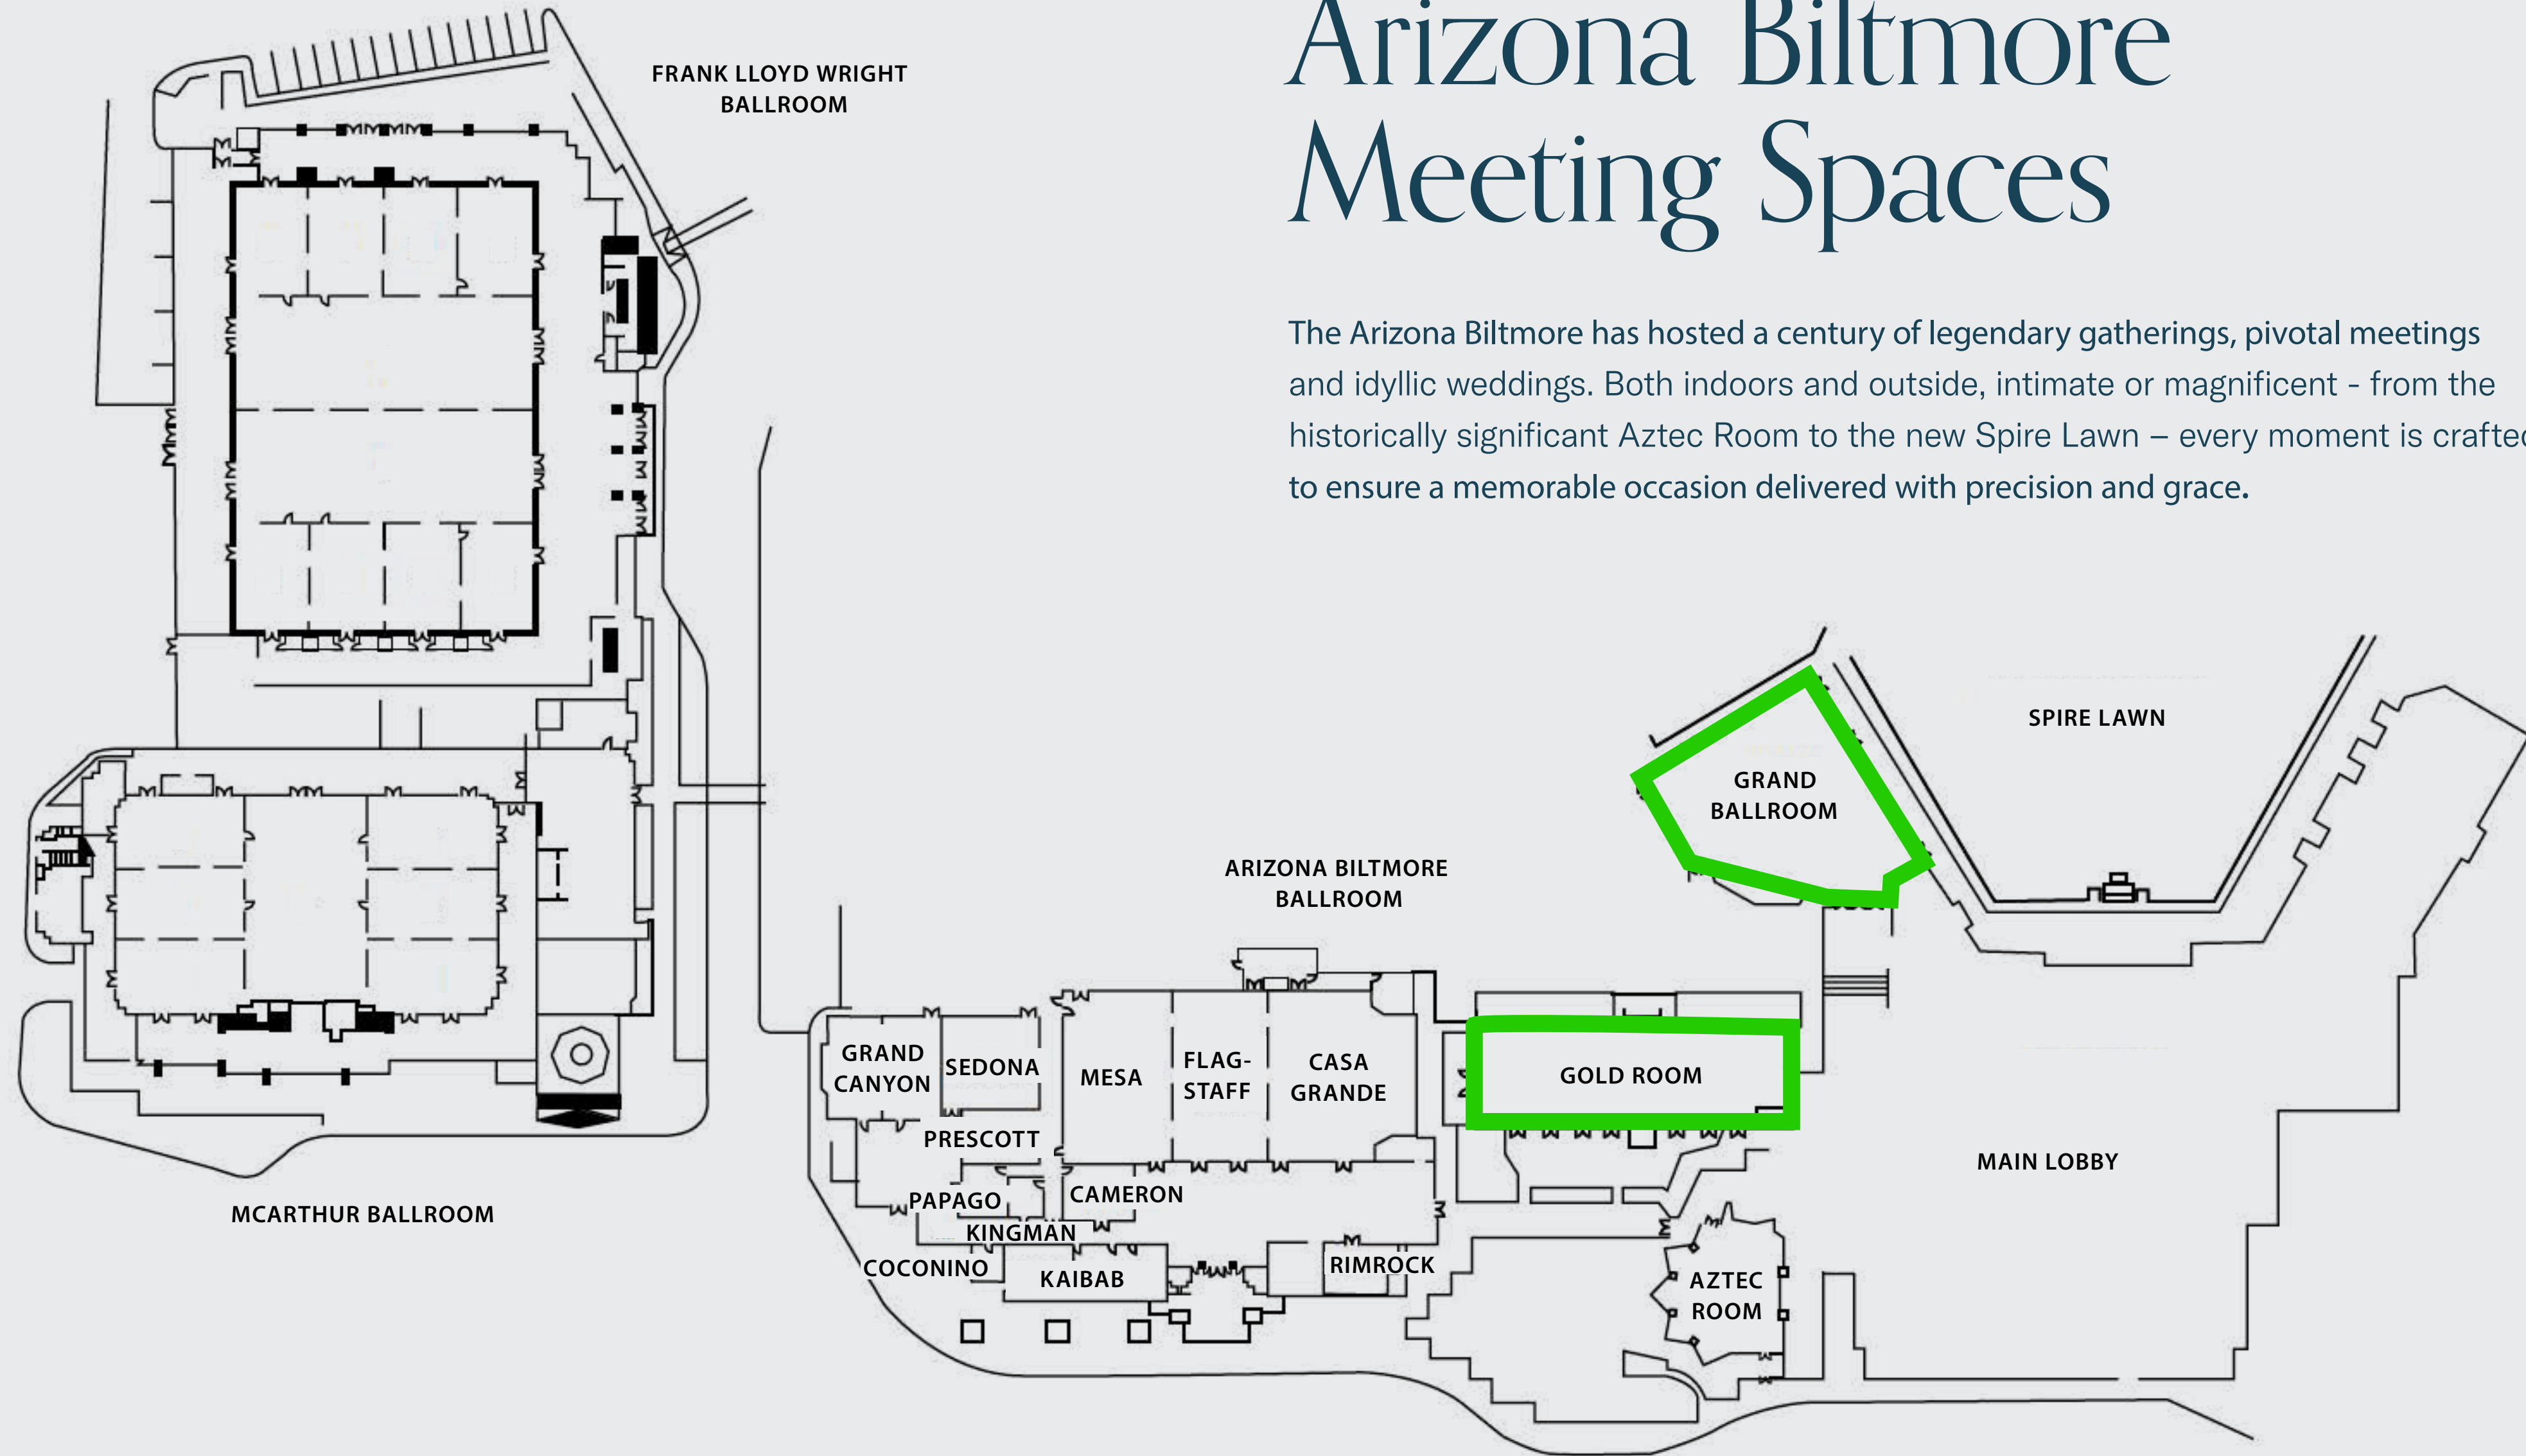 Arizona Biltmore
Meeting Spaces
The Arizona Biltmore has hosted a century of legendary gatherings, pivotal meetings
and idyllic weddings. Both indoors and outside, intimate or magnificent - from the
historically significant Aztec Room to the new Spire Lawn – every moment is crafted
to ensure a memorable occasion delivered with precision and grace.
FRANK LLOYD WRIGHT
BALLROOM
SPIRE LAWN
GRAND
BALLROOM
ARIZONA BILTMORE
BALLROOM
GRAND
CANYON
SEDONA
MESA
FLAG-
STAFF
CASA
GRANDE
GOLD ROOM
PRESCOTT
MAIN LOBBY
PAPAGO
CAMERON
MCARTHUR BALLROOM
KINGMAN
COCONINO
KAIBAB
RIMROCK
AZTEC
ROOM